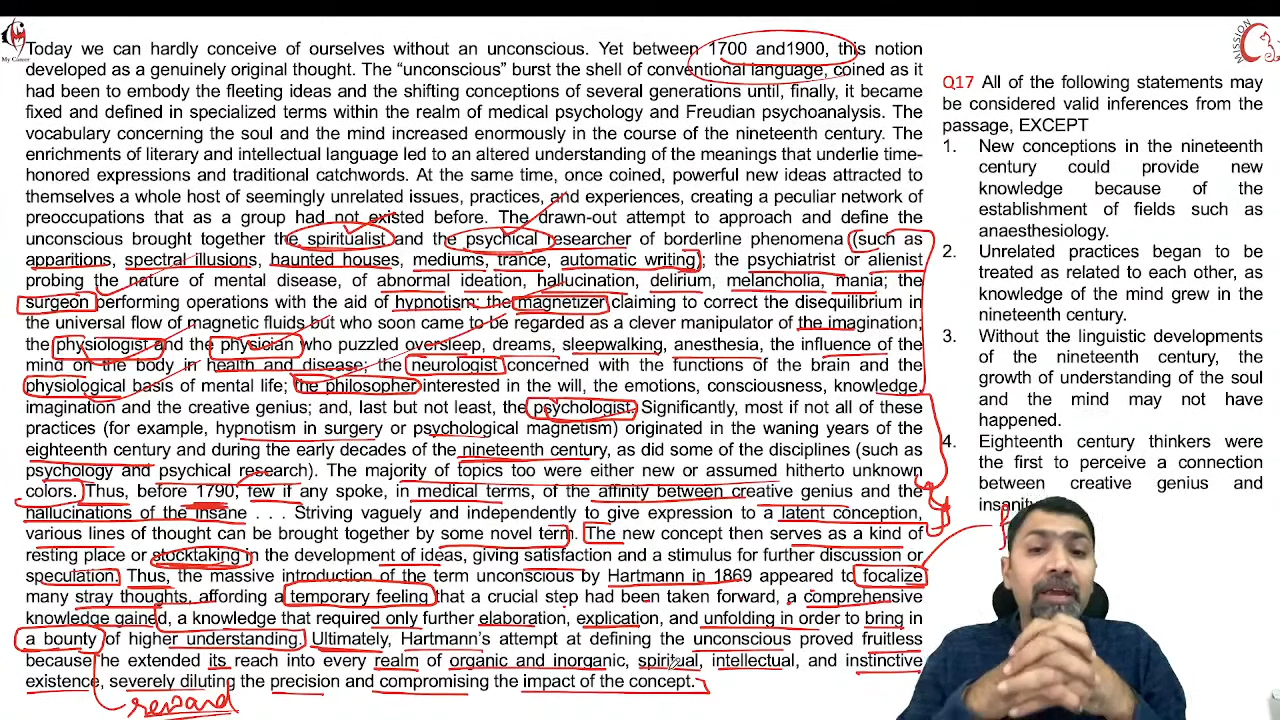 My Career
MISSION
Today we can hardly conceive of ourselves without an unconscious. Yet between 1700 and1900, this notion
developed as a genuinely original thought. The “unconscious” burst the shell of conventional language, coined as it
had been to embody the fleeting ideas and the shifting conceptions of several generations until, finally, it became
fixed and defined in specialized terms within the realm of medical psychology and Freudian psychoanalysis. The
vocabulary concerning the soul and the mind increased enormously in the course of the nineteenth century. The
enrichments of literary and intellectual language led to an altered understanding of the meanings that underlie time-
honored expressions and traditional catchwords. At the same time, once coined, powerful new ideas attracted to
themselves a whole host of seemingly unrelated issues, practices, and experiences, creating a peculiar network of
preoccupations that as a group had not existed before. The drawn-out attempt to approach and define the
unconscious brought together the spiritualist and the psychical researcher of borderline phenomena (such as
apparitions, spectral illusions, haunted houses, mediums, trance, automatic writing); the psychiatrist or alienist
probing the nature of mental disease, of abnormal ideation, hallucination, delirium, melancholia, mania; the
surgeon performing operations with the aid of hypnotism; the magnetizer claiming to correct the disequilibrium in
the universal flow of magnetic fluids but who soon came to be regarded as a clever manipulator of the imagination;
the physiologist and the physician who puzzled oversleep, dreams, sleepwalking, anesthesia, the influence of the
mind on the body in health and disease; the neurologist concerned with the functions of the brain and the
physiological basis of mental life; the philosopher interested in the will, the emotions, consciousness, knowledge,
imagination and the creative genius; and, last but not least, the psychologist. Significantly, most if not all of these
practices (for example, hypnotism in surgery or psychological magnetism) originated in the waning years of the
eighteenth century and during the early decades of the nineteenth century, as did some of the disciplines (such as
psychology and psychical research). The majority of topics too were either new or assumed hitherto unknown
colors. Thus, before 1790, few if any spoke, in medical terms, of the affinity between creative genius and the
hallucinations of the insane . . . Striving vaguely and independently to give expression to a latent conception,
various lines of thought can be brought together by some novel term. The new concept then serves as a kind of
resting place or stocktaking in the development of ideas, giving satisfaction and a stimulus for further discussion or
speculation. Thus, the massive introduction of the term unconscious by Hartmann in 1869 appeared to focalize
many stray thoughts, affording a temporary feeling that a crucial step had been taken forward, a comprehensive
knowledge gained, a knowledge that required only further elaboration, explication, and unfolding in order to bring in
a bounty of higher understanding. Ultimately, Hartmann’s attempt at defining the unconscious proved fruitless
because he extended its reach into every realm of organic and inorganic, spiritual, intellectual, and instinctive
existence, severely diluting the precision and compromising the impact of the concept.
reward
Q17 All of the following statements may
be considered valid inferences from the
passage, EXCEPT
1. New conceptions in the nineteenth
century could provide new
knowledge because of the
establishment of fields such as
anaesthesiology.
2. Unrelated practices began to be
treated as related to each other, as
knowledge of the mind grew in the
nineteenth century.
3. Without the linguistic developments
of the nineteenth century, the
growth of understanding of the soul
and the mind may not have
happened.
4. Eighteenth century thinkers were
the first to perceive a connection
between creative genius and